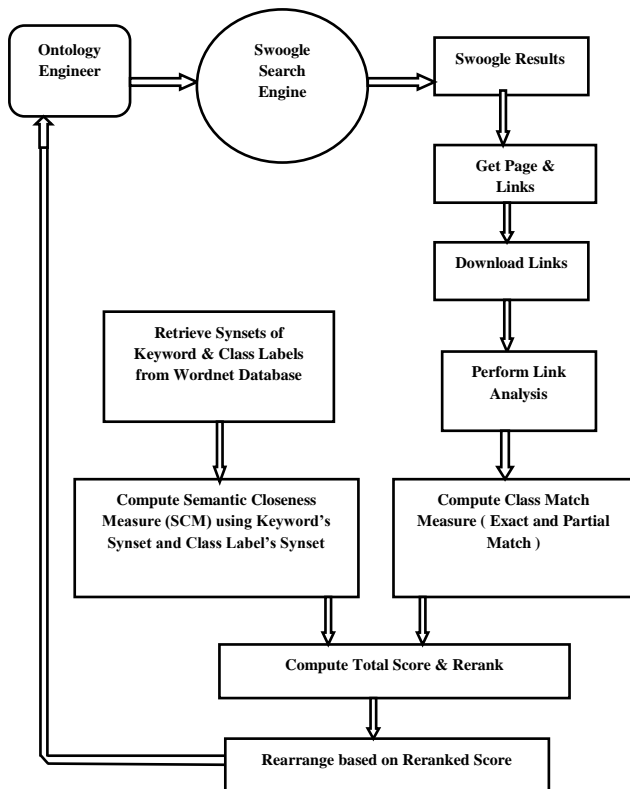 Ontology
Engineer
Swoogle
Search
Engine
Swoogle Results
Get Page &
Links
Download Links
Retrieve Synsets of
Keyword & Class Labels
from Wordnet Database
Perform Link
Analysis
Compute Semantic Closeness
Measure (SCM) using Keyword's
Synset and Class Label's Synset
Compute Class Match
Measure ( Exact and Partial
Match )
Compute Total Score & Rerank
Rearrange based on Reranked Score